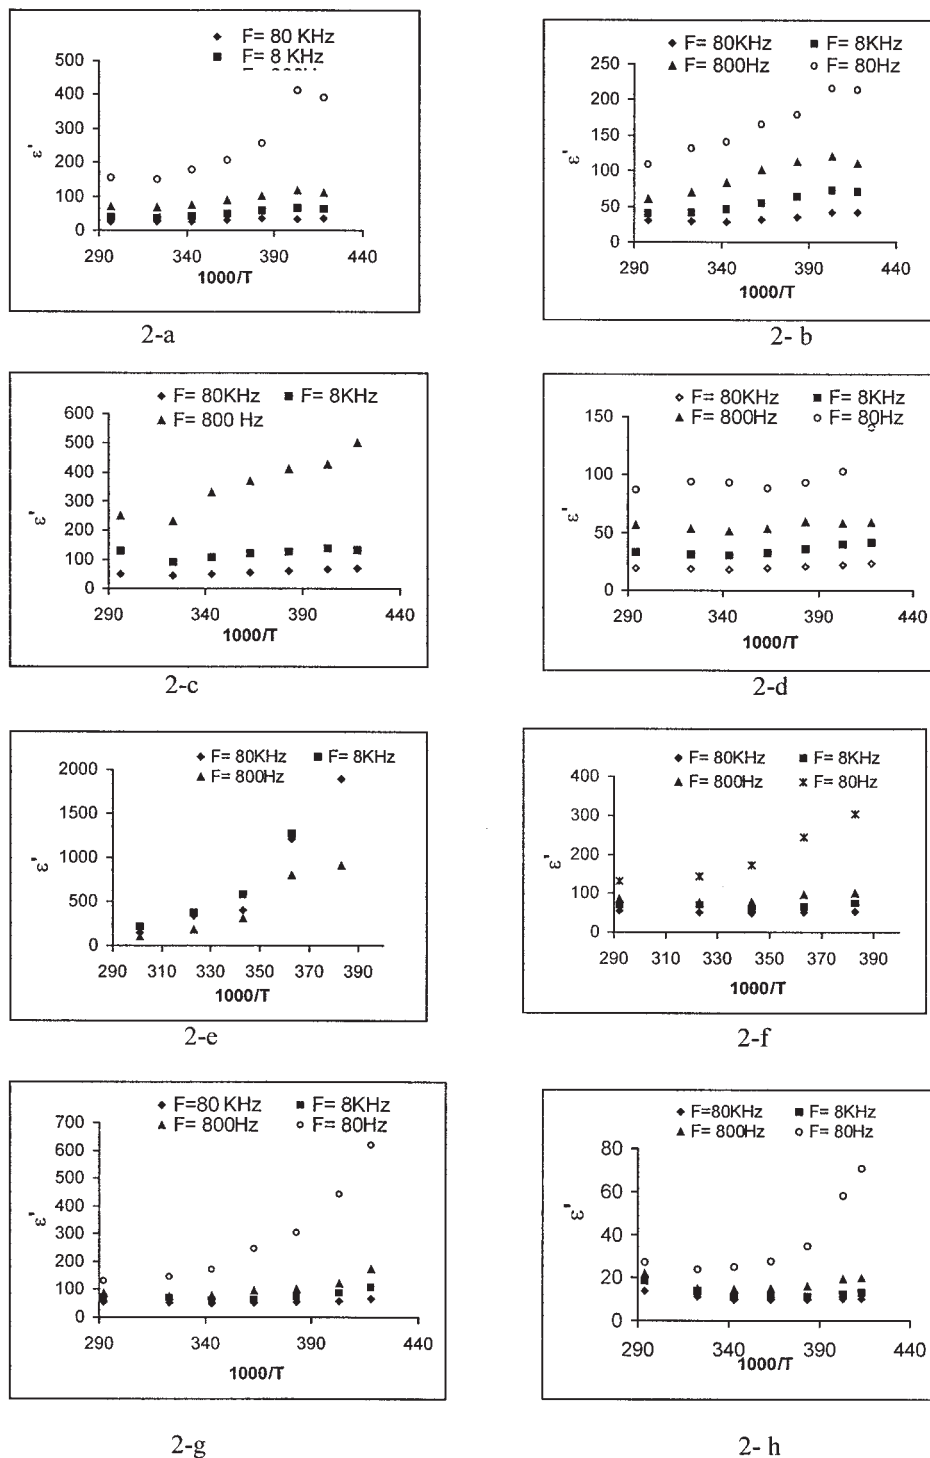 F= 80 KHz
F= 8 KHz
500
400
300
200
100
0
ε'
290 340 390 440
1000/T
2-a
F= 80KHz F= 8KHz
F= 800Hz F= 80Hz
250
200
150
100
50
0
ε'
290 340 390 440
1000/T
2- b
F= 80KHz F= 8KHz
F= 800 Hz
600
500
400
300
200
100
0
ε'
290 340 390 440
1000/T
2-c
F= 80KHz F= 8KHz
F= 800Hz F= 80Hz
150
100
50
0
ε'
290 340 390 440
1000/T
2-d
F= 80KHz F= 8KHz
F= 800Hz
2000
1500
1000
500
0
ε'
290 310 330 350 370 390
1000/T
2-e
F= 80KHz F= 8KHz
F= 800Hz F= 80Hz
400
300
200
100
0
ε'
290 310 330 350 370 390
1000/T
2-f
F=80 KHz F= 8KHz
F= 800Hz F= 80Hz
700
600
500
400
300
200
100
0
ε'
290 340 390 440
1000/T
2-g
F=80KHz F= 8KHz
F= 800Hz F= 80Hz
80
60
40
20
0
ε'
290 340 390 440
1000/T
2- h